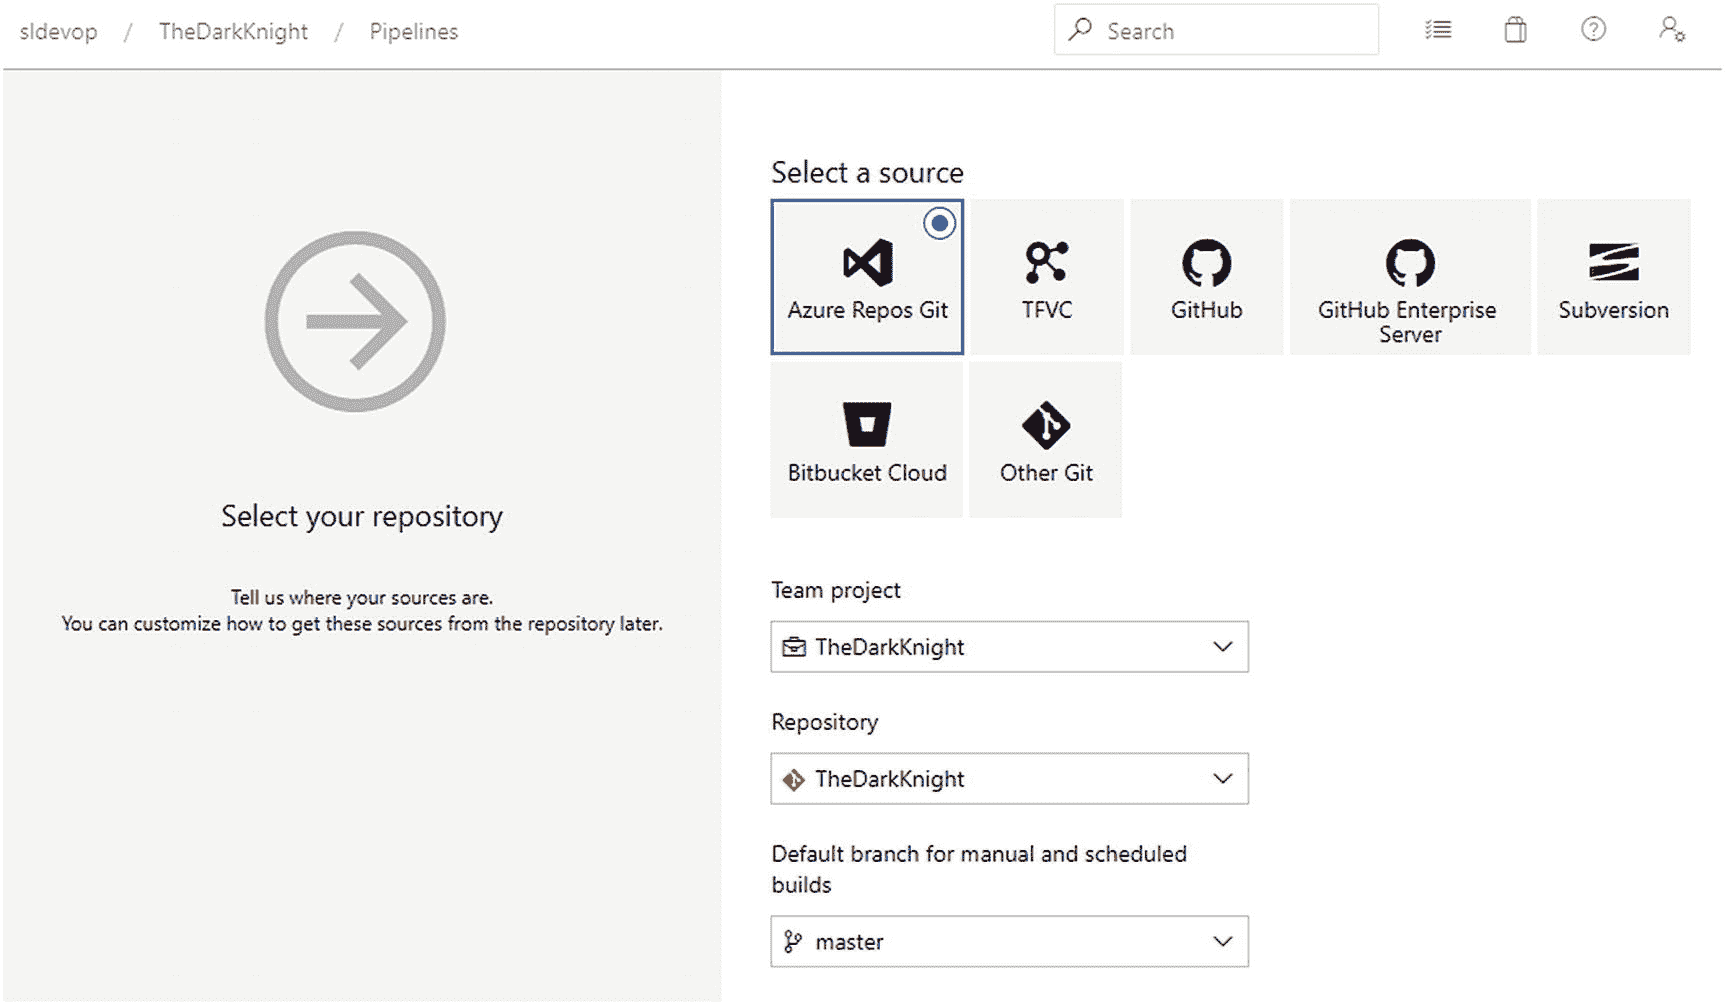 sldevop / TheDarkKnight / Pipelines
Search
Select your repository
Tell us where your sources are.
You can customize how to get these sources from the repository later.
Select a source
Azure Repos Git
TFVC
GitHub
GitHub Enterprise
Server
Subversion
Bitbucket Cloud
Other Git
Team project
TheDarkKnight
Repository
TheDarkKnight
Default branch for manual and scheduled
builds
master